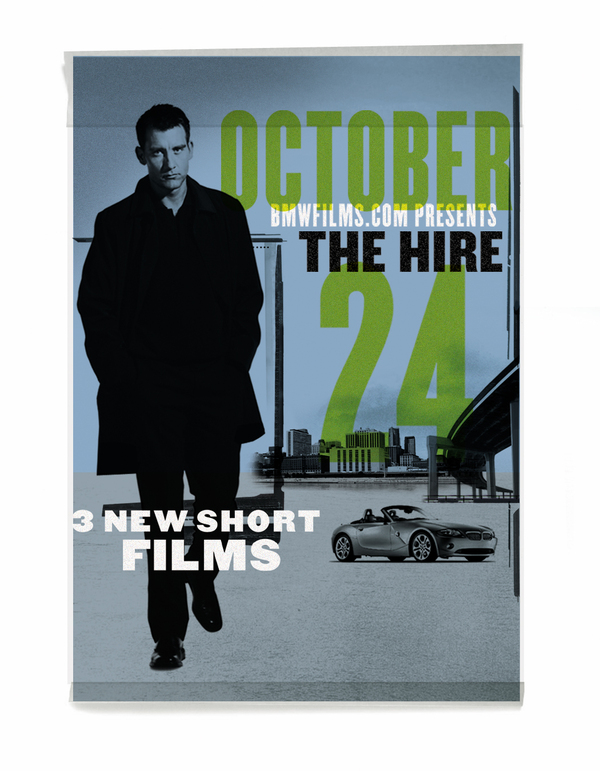 OCTOBER
BMWFILMS.COM PRESENTS
THE HIRE
24
3 NEW SHORT
FILMS